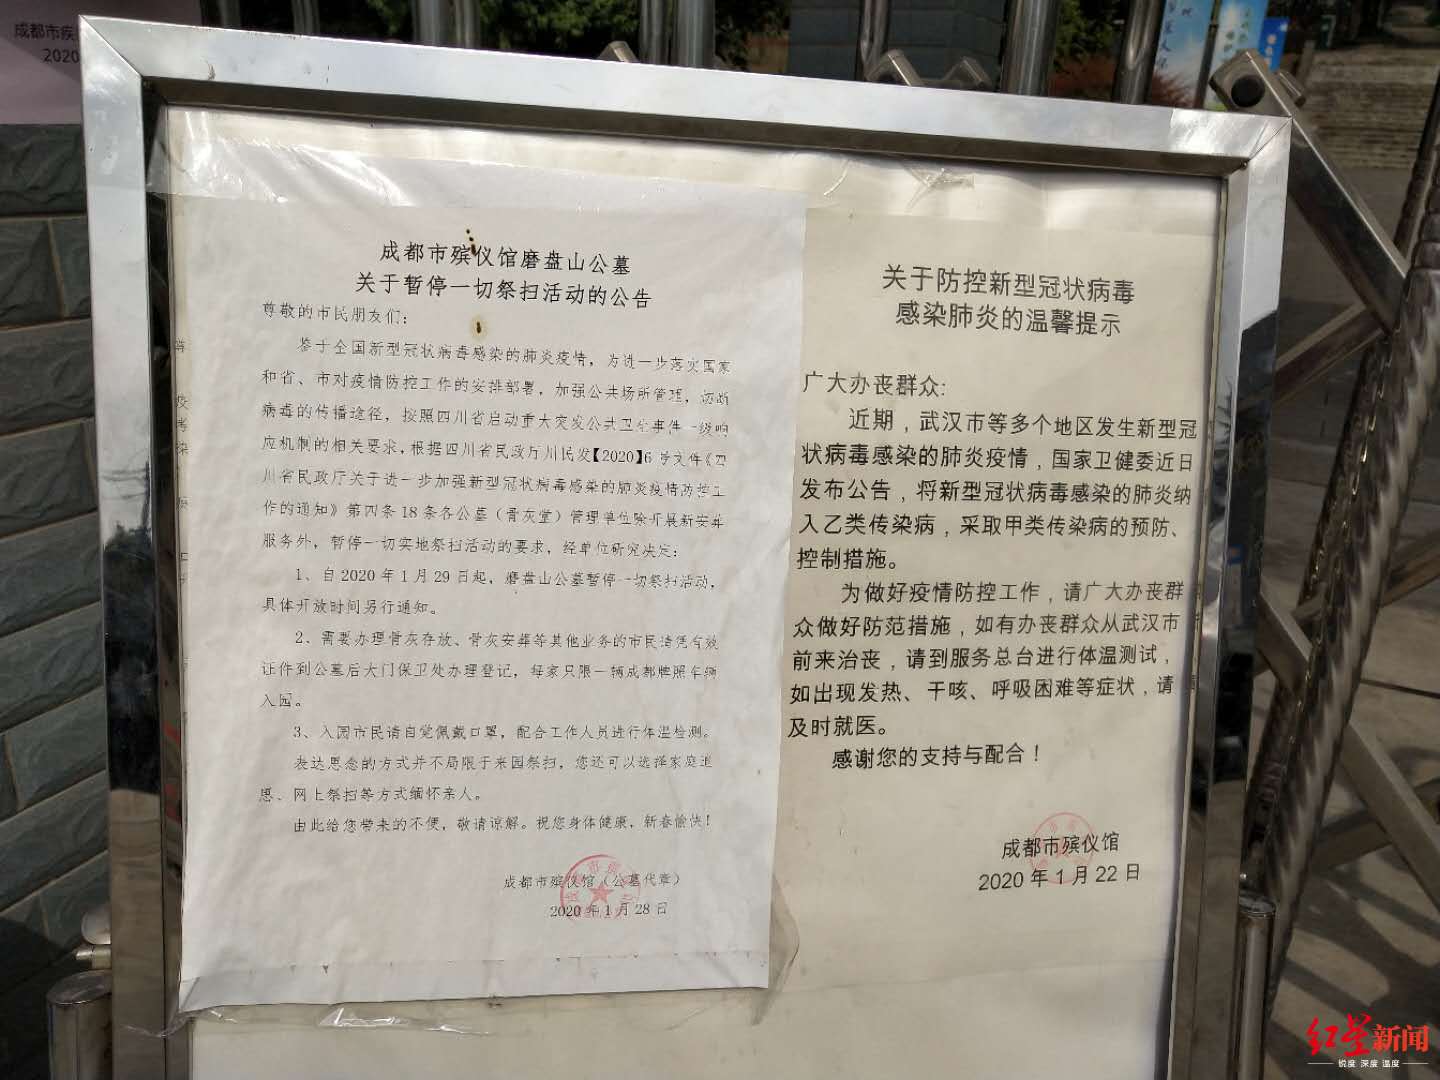 成都市疾
2020
成都市殡仪馆磨盘山公墓
关于暂停一切祭扫活动的公告
尊敬的市民朋友们：
鉴于全国新型冠状病毒感染的肺炎疫情，为进一步落实国家
和省、市对疫情防控工作的安排部署，加强公共场所管理，切断
病毒的传播途径，按照四川省启动重大突发公共卫生事件一级响
应机制的相关要求，根据四川省民政厅川民发【2020】6号文件《四
川省民政厅关于进一步加强新型冠状病毒感染的肺炎疫情防控工
作的通知》第四条18条各公墓（骨灰堂）管理单位除开展新安葬
服务外，暂停一切实地祭扫活动的要求，经单位研究决定：
1、自2020年1月29日起，磨盘山公墓暂停一切祭扫活动，
具体开放时间另行通知。
2、需要办理骨灰存放、骨灰安葬等其他业务的市民请凭有效
证件到公墓后大门保卫处办理登记，每家只限一辆成都牌照车辆
入园。
3、入园市民请自觉佩戴口罩，配合工作人员进行体温检测。
表达思念的方式并不局限于来园祭扫，您还可以选择家庭追
思、网上祭扫等方式缅怀亲人。
由此给您带来的不便，敬请谅解。祝您身体健康，新春愉快！
成都市殡仪馆（公墓代章）
2020年1月28日
关于防控新型冠状病毒
感染肺炎的温馨提示
广大办丧群众：
近期，武汉市等多个地区发生新型冠
状病毒感染的肺炎疫情，国家卫健委近日
发布公告，将新型冠状病毒感染的肺炎纳
入乙类传染病，采取甲类传染病的预防、
控制措施。
为做好疫情防控工作，请广大办丧群
众做好防范措施，如有办丧群众从武汉市
前来治丧，请到服务总台进行体温测试，
如出现发热、干咳、呼吸困难等症状，请
及时就医。
感谢您的支持与配合！
成都市殡仪馆
2020年1月22日
红星新闻
锐度 深度 温度